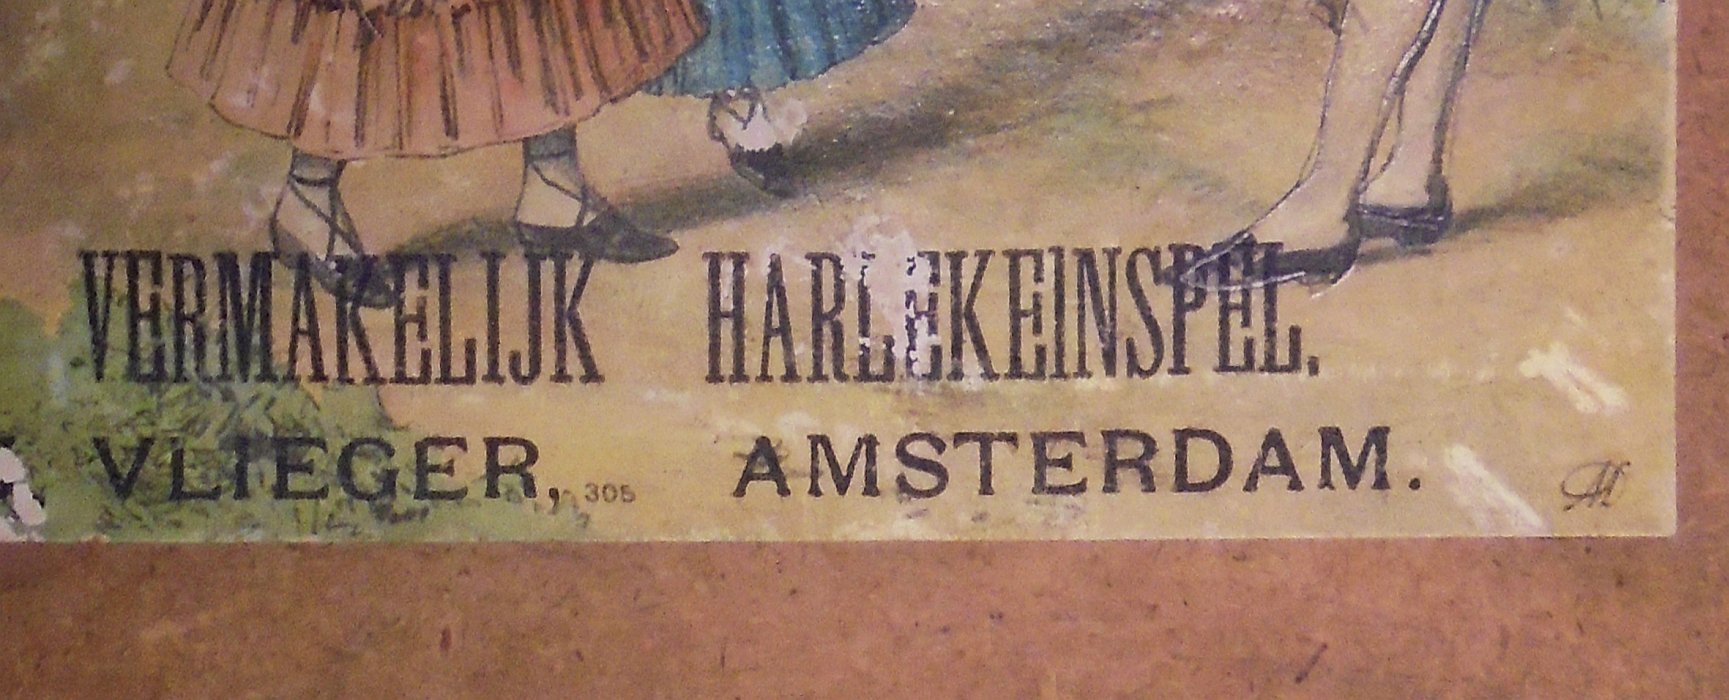 VERMAKELIJK HARLEKEINSPEL.
VLIEGER, 305 AMSTERDAM.